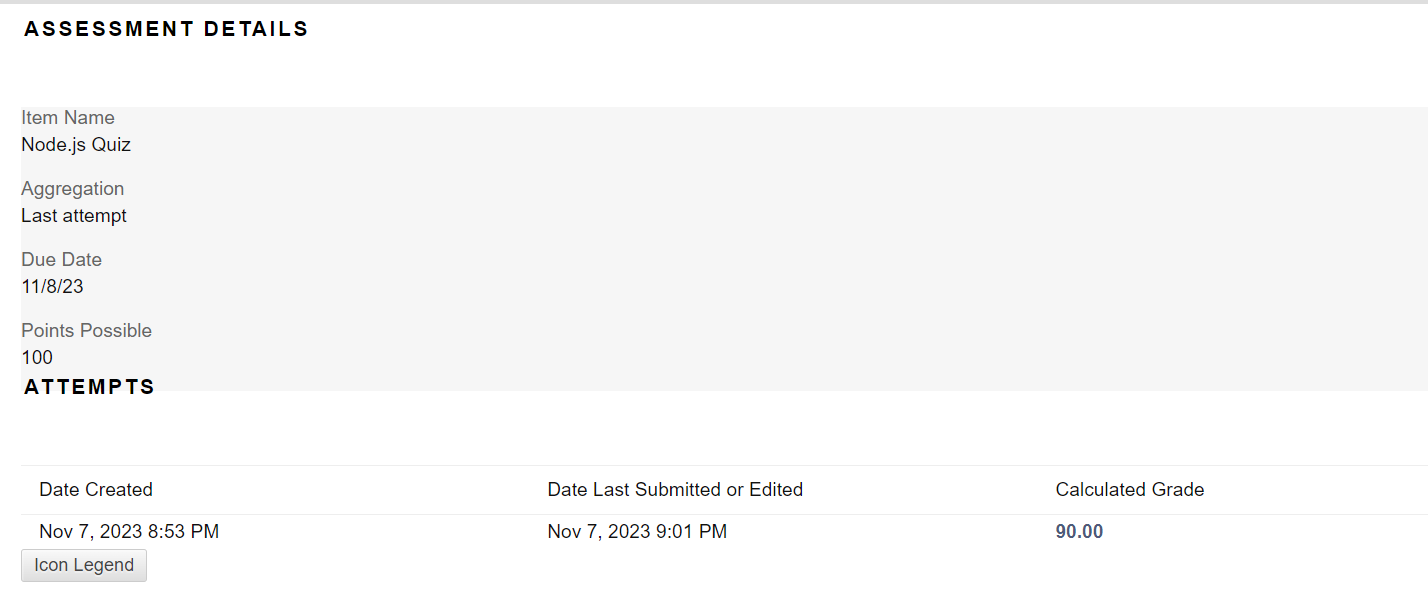 ASSESSMENT DETAILS
Item Name
Node.js Quiz
Aggregation
Last attempt
Due Date
11/8/23
Points Possible
100
ATTEMPTS
Date Created Date Last Submitted or Edited Calculated Grade
Nov 7, 2023 8:53 PM Nov 7, 2023 9:01 PM 90.00
Icon Legend